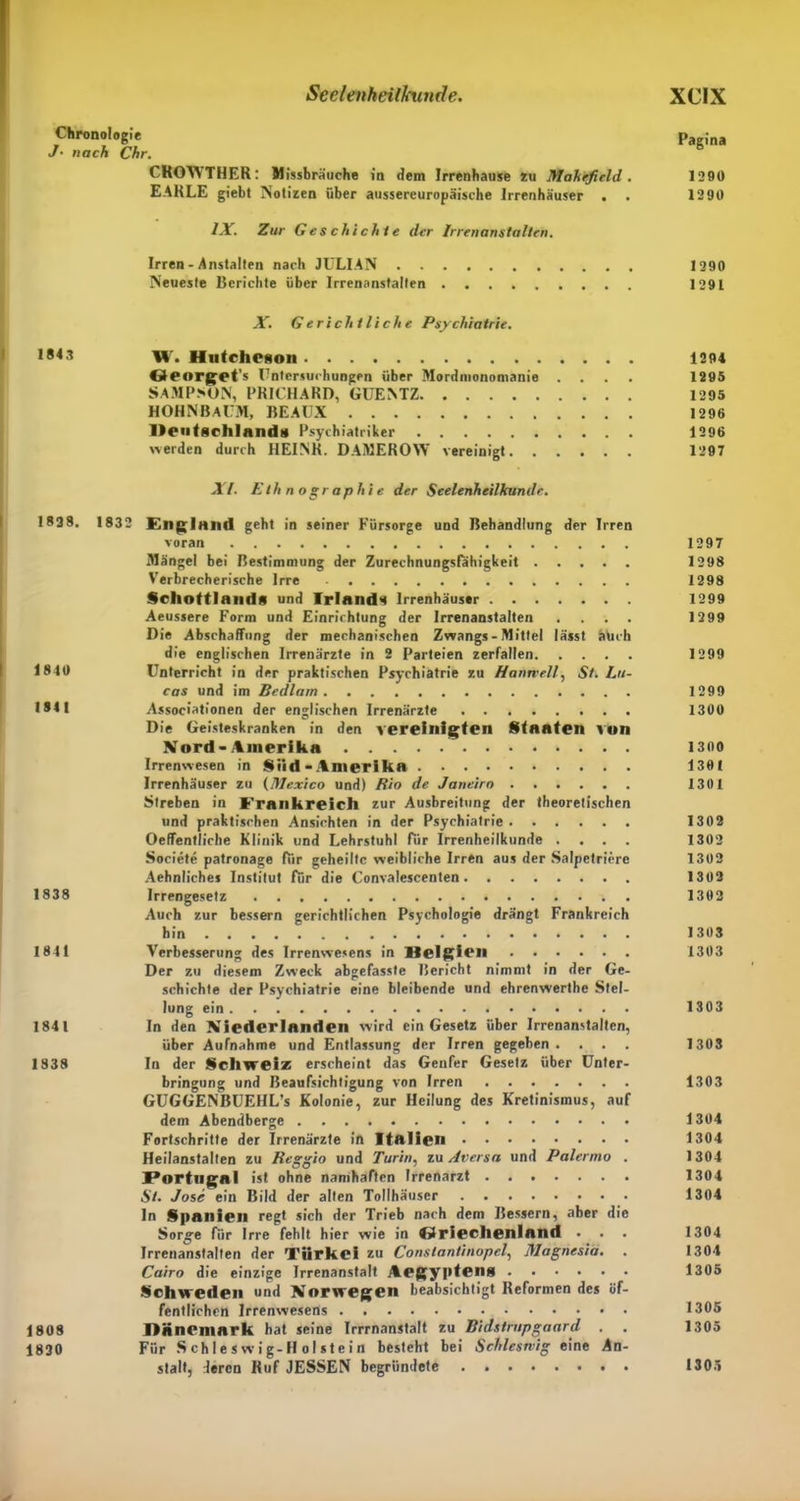 Seelenheilkunde. XCIX
Chronologie Pagina
J. nach Chr.
CROWTHER: Missbräuche in dem Irrenhause zu Makefield . 1290
EARLE giebt Notizen über aussereuropäische Irrenhäuser . . 1290
IX. Zur Geschichte der Irrenanstalten.
Irren-Anstalten nach JULIAN . . . . . . . . . . . 1290
Neueste Berichte über Irrenanstalten . . . . . . . . . 1291
X. Gerichtliche Psychiatrie.
1843 W. Hutcheson . . . . . . . . . . . . . . . 1294
Georget's Untersuchungen über Mordmonomanie . . . . 1295
SAMPSON, PRICHARD, GUENTZ. . . . . . . . . . 1295
HOHNBAUM, BEAUX . . . . . . . . . . . . . 1296
Deutschlands Psychiatriker . . . . . . . . . . 1296
werden durch HEINR. DAMEROW vereinigt. . . . . . 1297
XI. Ethnographie der Seelenheilkunde.
1828. 1832 England geht in seiner Fürsorge und Behandlung der Irren
voran . . . . . . . . . . . . . . . . . . 1297
Mängel bei Bestimmung der Zurechnungsfähigkeit . . . . . 1298
Verbrecherische Irre . . . . . . . . . . . . . . 1298
Schottlands und Irlands Irrenhäuser . . . . . . . 1299
Aeussere Form und Einrichtung der Irrenanstalten . . . . 1299
Die Abschaffung der mechanischen Zwangs-Mittel lässt auch
die englischen Irrenärzte in 2 Parteien zerfallen. . . . . 1299
1840 Unterricht in der praktischen Psychiatrie zu Hanwell, St. Lu-
cas und im Bedlam . . . . . . . . . . . . . . 1299
1841 Associationen der englischen Irrenärzte . . . . . . . . 1300
Die Geisteskranken in den vereinigten Staaten von
Nord-Amerika . . . . . . . . . . . . . 1300
Irrenwesen in Süd-Amerika . . . . . . . . . . 1301
Irrenhäuser zu (Mexico und) Rio de Janeiro . . . . . . 1301
Streben in Frankreich zur Ausbreitung der theoretischen
und praktischen Ansichten in der Psychiatrie . . . . . . 1302
Oeffentliche Klinik und Lehrstuhl für Irrenheilkunde . . . . 1302
Société patronage für geheilte weibliche Irren aus der Salpetrière 1302
Aehnliches Institut für die Convalescenten . . . . . . . . 1302
1838 Irrengesetz . . . . . . . . . . . . . . . . . 1302
Auch zur bessern gerichtlichen Psychologie drängt Frankreich
hin . . . . . . . . . . . . . . . . . . . 1303
1841 Verbesserung des Irrenwesens in Belgien . . . . . . 1303
Der zu diesem Zweck abgefasste Bericht nimmt in der Ge-
schichte der Psychiatrie eine bleibende und ehrenwerthe Stel-
lung ein . . . . . . . . . . . . . . . . . . 1303
1841 In den Niederlanden wird ein Gesetz über Irrenanstalten,
über Aufnahme und Entlassung der Irren gegeben . . . . 1303
1838 In der Schweiz erscheint das Genfer Gesetz über Unter-
bringung und Beaufsichtigung von Irren . . . . . . . 1303
GUGGENBUEHL's Kolonie, zur Heilung des Kretinismus, auf
dem Abendberge . . . . . . . . . . . . . . . 1304
Fortschritte der Irrenärzte in Italien . . . . . . . . 1304
Heilanstalten zu Reggio und Turin, zu Aversa und Palermo . 1304
Portugal ist ohne namhaften Irrenarzt . . . . . . . 1304
St. José ein Bild der alten Tollhäuser . . . . . . . . 1304
In Spanien regt sich der Trieb nach dem Bessern, aber die
Sorge für Irre fehlt hier wie in Griechenland . . . 1304
Irrenanstalten der Türkei zu Constantinopel, Magnesia. . 1304
Cairo die einzige Irrenanstalt Aegyptens . . . . . . 1305
Schweden und Norwegen beabsichtigt Reformen des öf-
fentlichen Irrenwesens . . . . . . . . . . . . . 1305
1808 Dänemark hat seine Irrrnanstalt zu Bidstrupgaard . . 1305
1820 Für Schleswig-Holstein besteht bei Schleswig eine An-
stalt, deren Ruf JESSEN begründete . . . . . . . . 1305